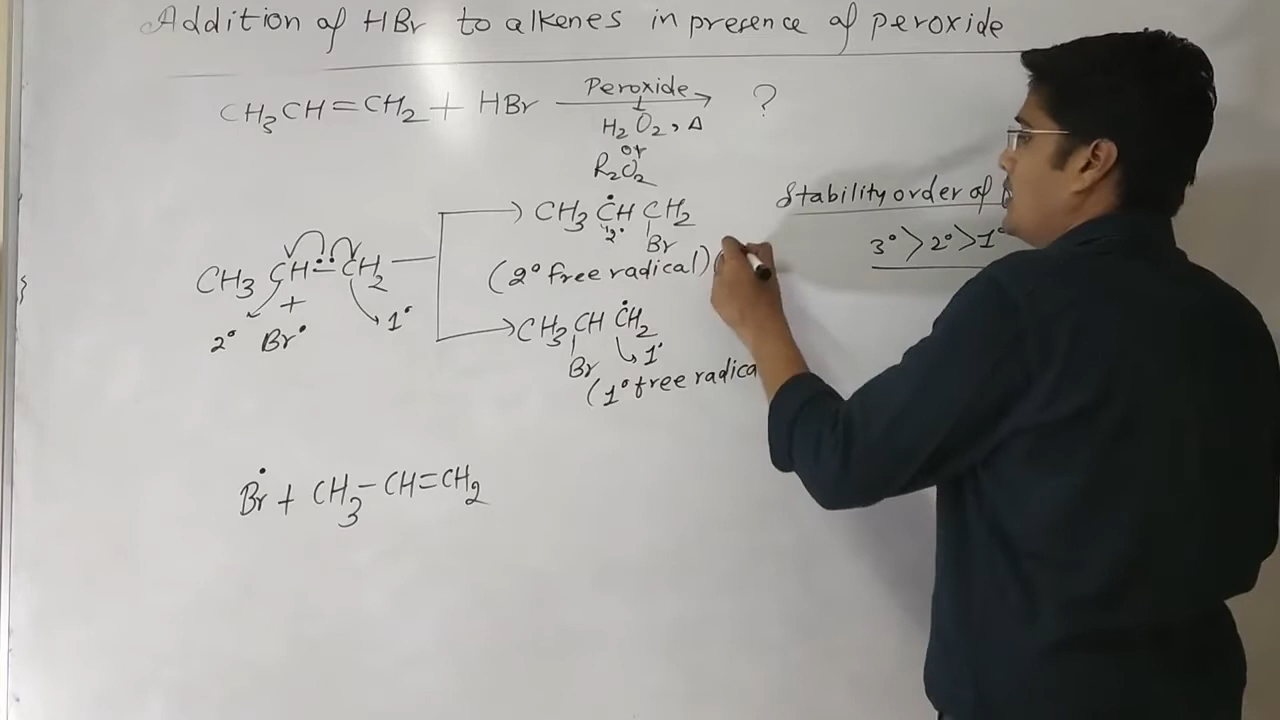 Addition of HBr to alkenes in presence of peroxide
CH3CH=CH2 + HBr
Peroxide
H2O2, Δ
or
R2O2
?
Stability order of
3° > 2° > 1°
CH3 CH=CH2
+
2° Br•
1°
CH3 ĊH CH2
2°
Br
(2° free radical) (
CH3 CH ĊH2
Br
1°
(1° free radica
Ḃr + CH3-CH=CH2